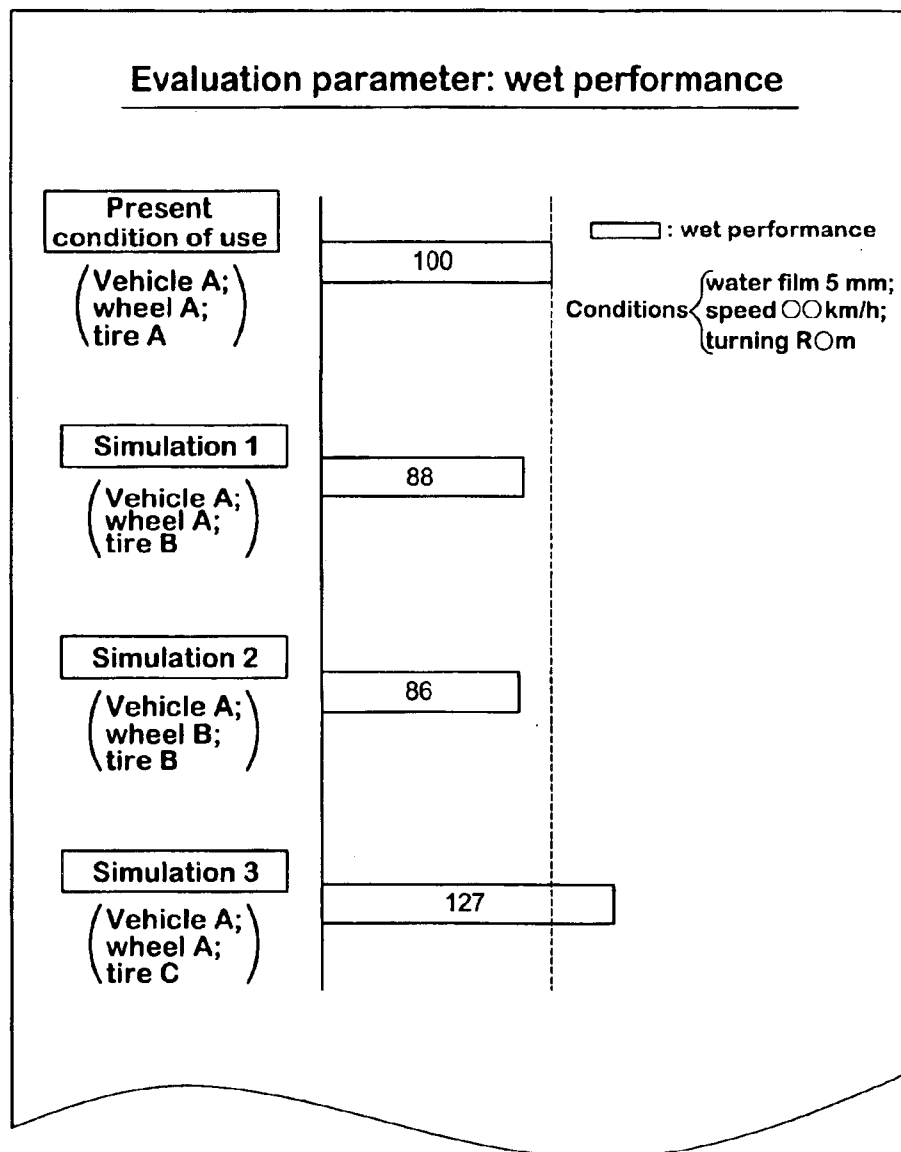 Evaluation parameter: wet performance
Present
condition of use
(Vehicle A;
wheel A;
tire A)
100
: wet performance
Conditions
water film 5 mm;
speed ○○km/h;
turning R○m
Simulation 1
(Vehicle A;
wheel A;
tire B)
88
Simulation 2
(Vehicle A;
wheel B;
tire B)
86
Simulation 3
(Vehicle A;
wheel A;
tire C)
127